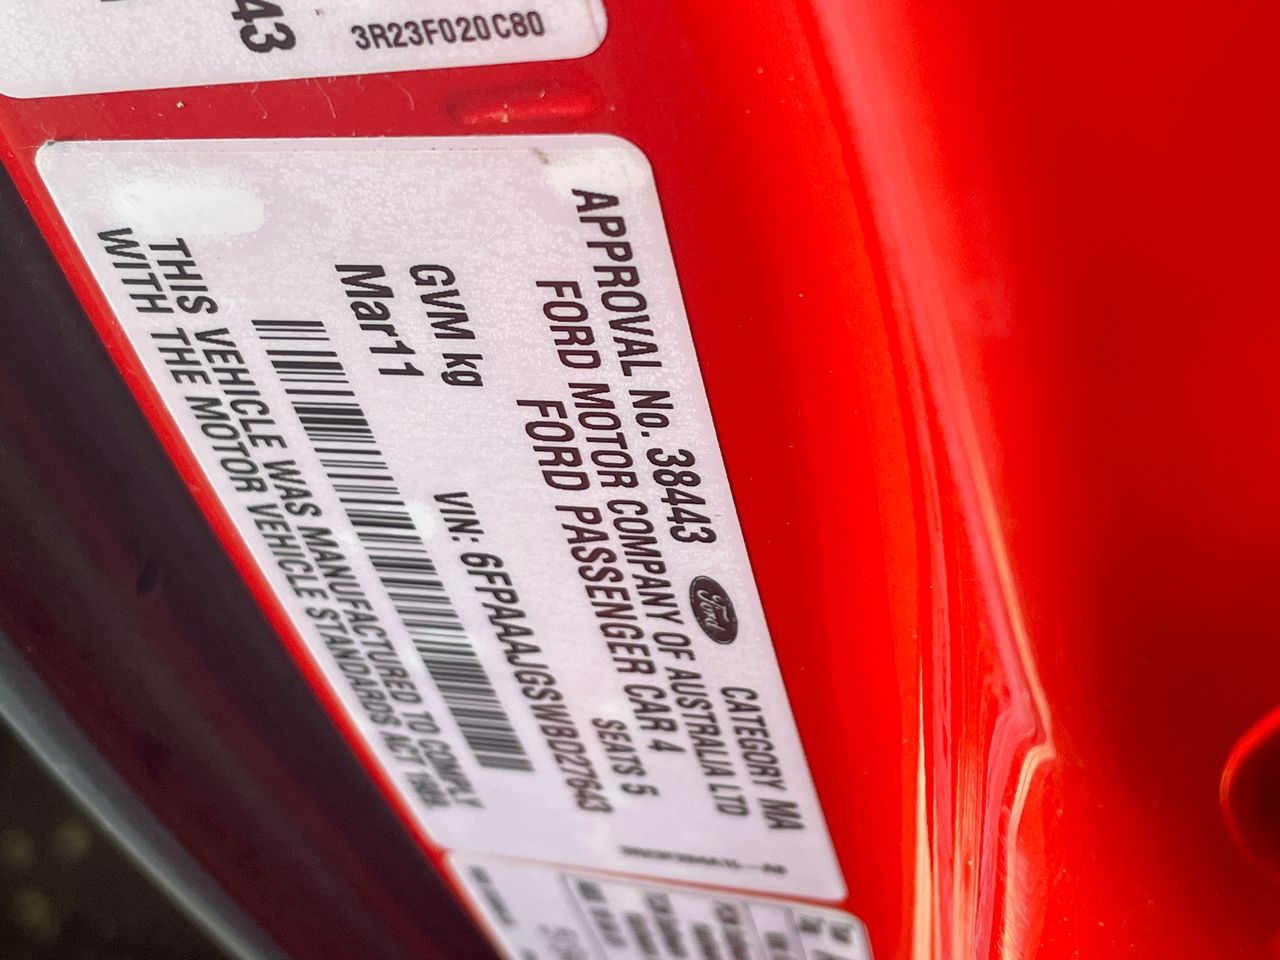 43
3R23F020C80
APPROVAL No. 38443
Ford
CATEGORY MA
FORD MOTOR COMPANY OF AUSTRALIA LTD
FORD PASSENGER CAR 4
SEATS 5
GVM kg
VIN: 6FPAAAJGSWBD27643
Mar11
THIS VEHICLE WAS MANUFACTURED TO COMPLY
WITH THE MOTOR VEHICLE STANDARDS ACT 1989